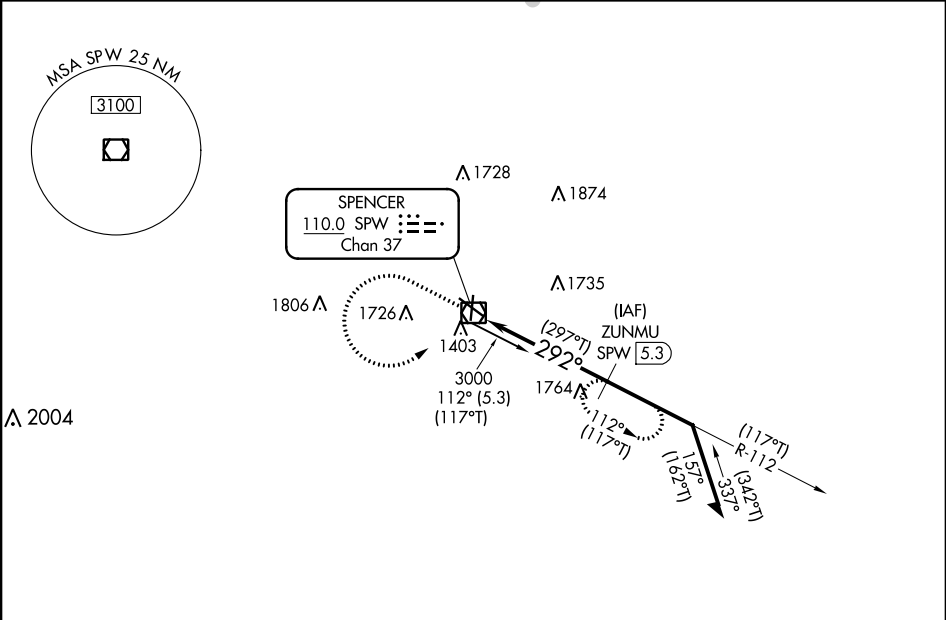 MSA SPW 25 NM
3100
1728
1874
SPENCER
110.0 SPW
Chan 37
1735
1806
1726
(IAF)
ZUNMU
SPW 5.3
(297°T)
292°
1403
3000
112° (5.3)
(117°T)
1764
112°
(117°T)
2004
(117°T)
R-112
157°
(162°T)
337°
(342°T)